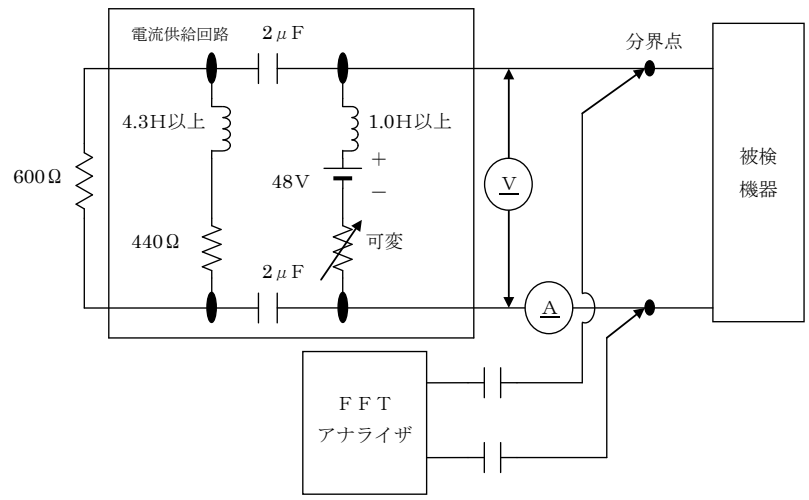 電流供給回路
2μF
分界点
4.3H以上
1.0H以上
600Ω
48V
+
−
V
被検
機器
440Ω
可変
2μF
A
FFT
アナライザ